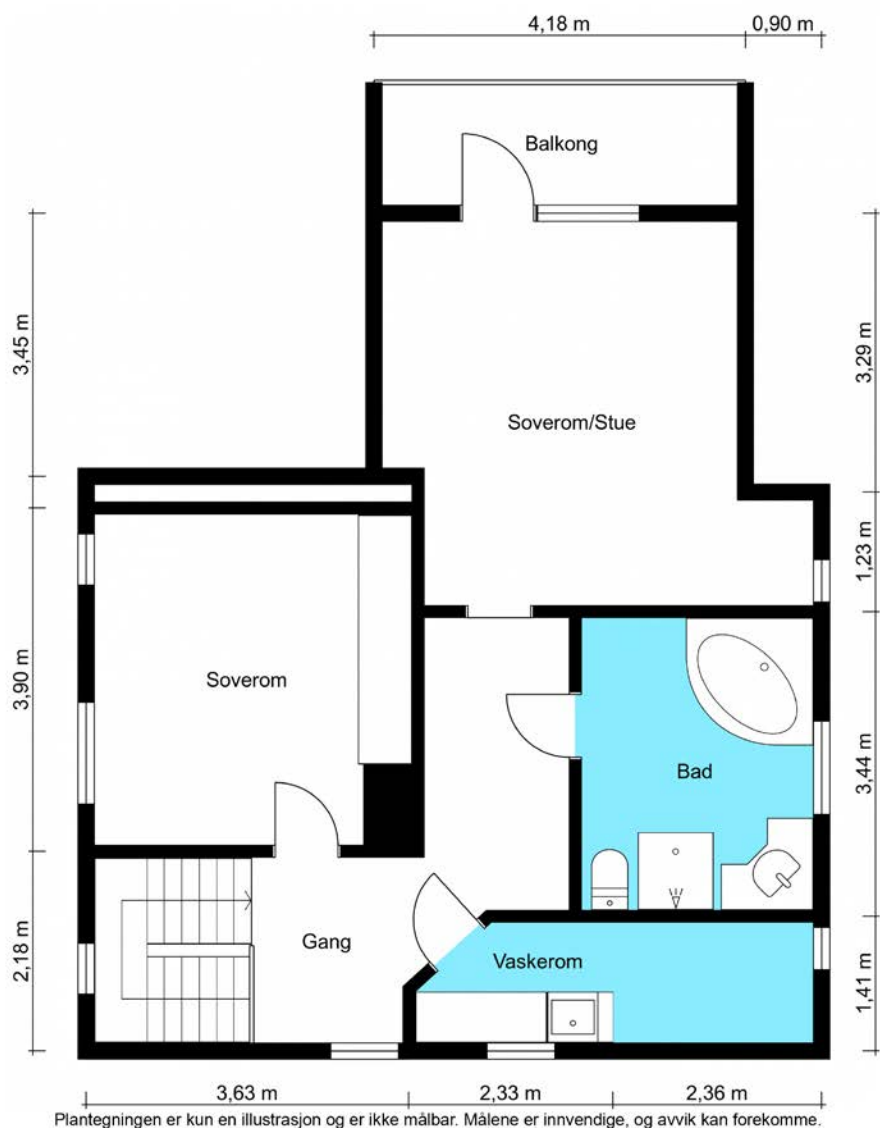 4,18 m
0,90 m
Balkong
3,45 m
3,29 m
Soverom/Stue
1,23 m
Soverom
3,90 m
Bad
3,44 m
Gang
2,18 m
Vaskerom
1,41 m
3,63 m
2,33 m
2,36 m
Plantegningen er kun en illustrasjon og er ikke målbar. Målene er innvendige, og avvik kan forekomme.